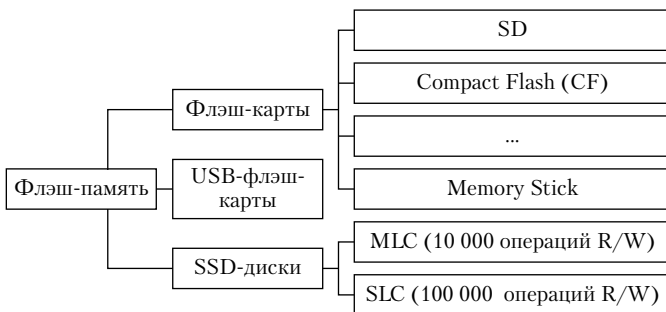 SD
Compact Flash (CF)
Флэш-карты
...
Флэш-память
USB-флэш-
карты
Memory Stick
SSD-диски
MLC (10 000 операций R/W)
SLC (100 000 операций R/W)